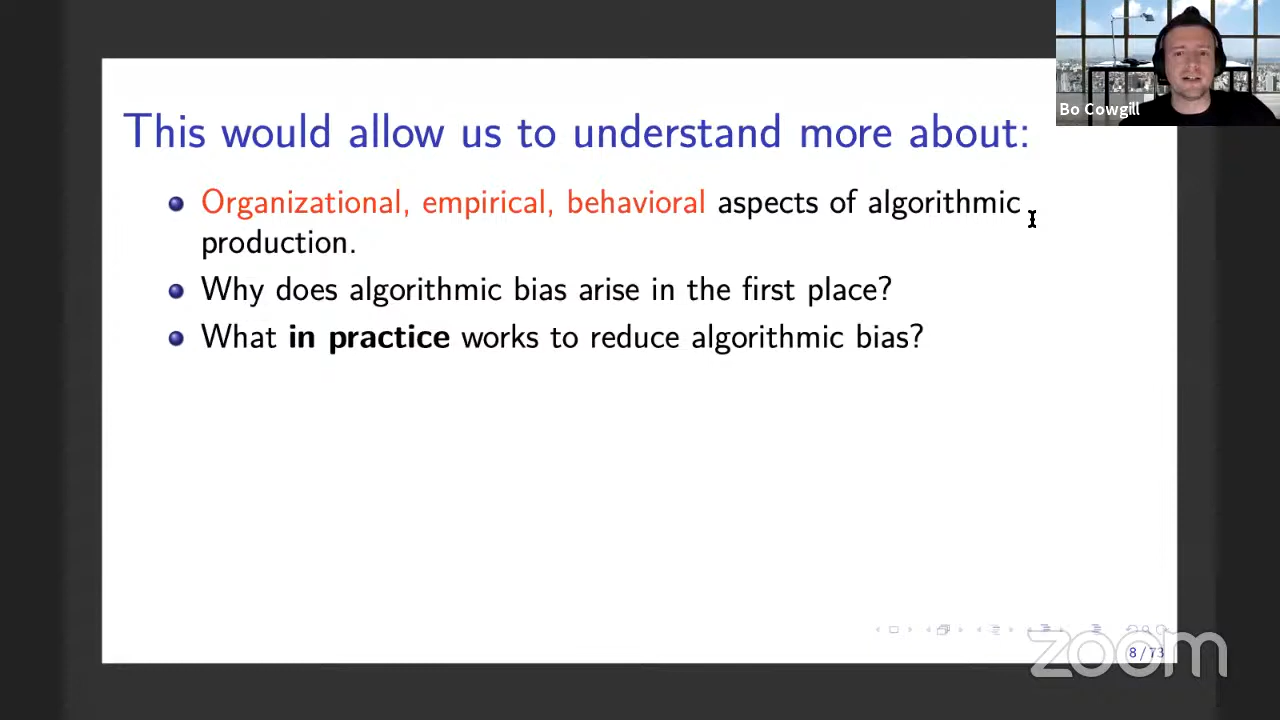 Bo Cowgill
This would allow us to understand more about:
Organizational, empirical, behavioral aspects of algorithmic
production.
Why does algorithmic bias arise in the first place?
What in practice works to reduce algorithmic bias?
8 / 73
zoom